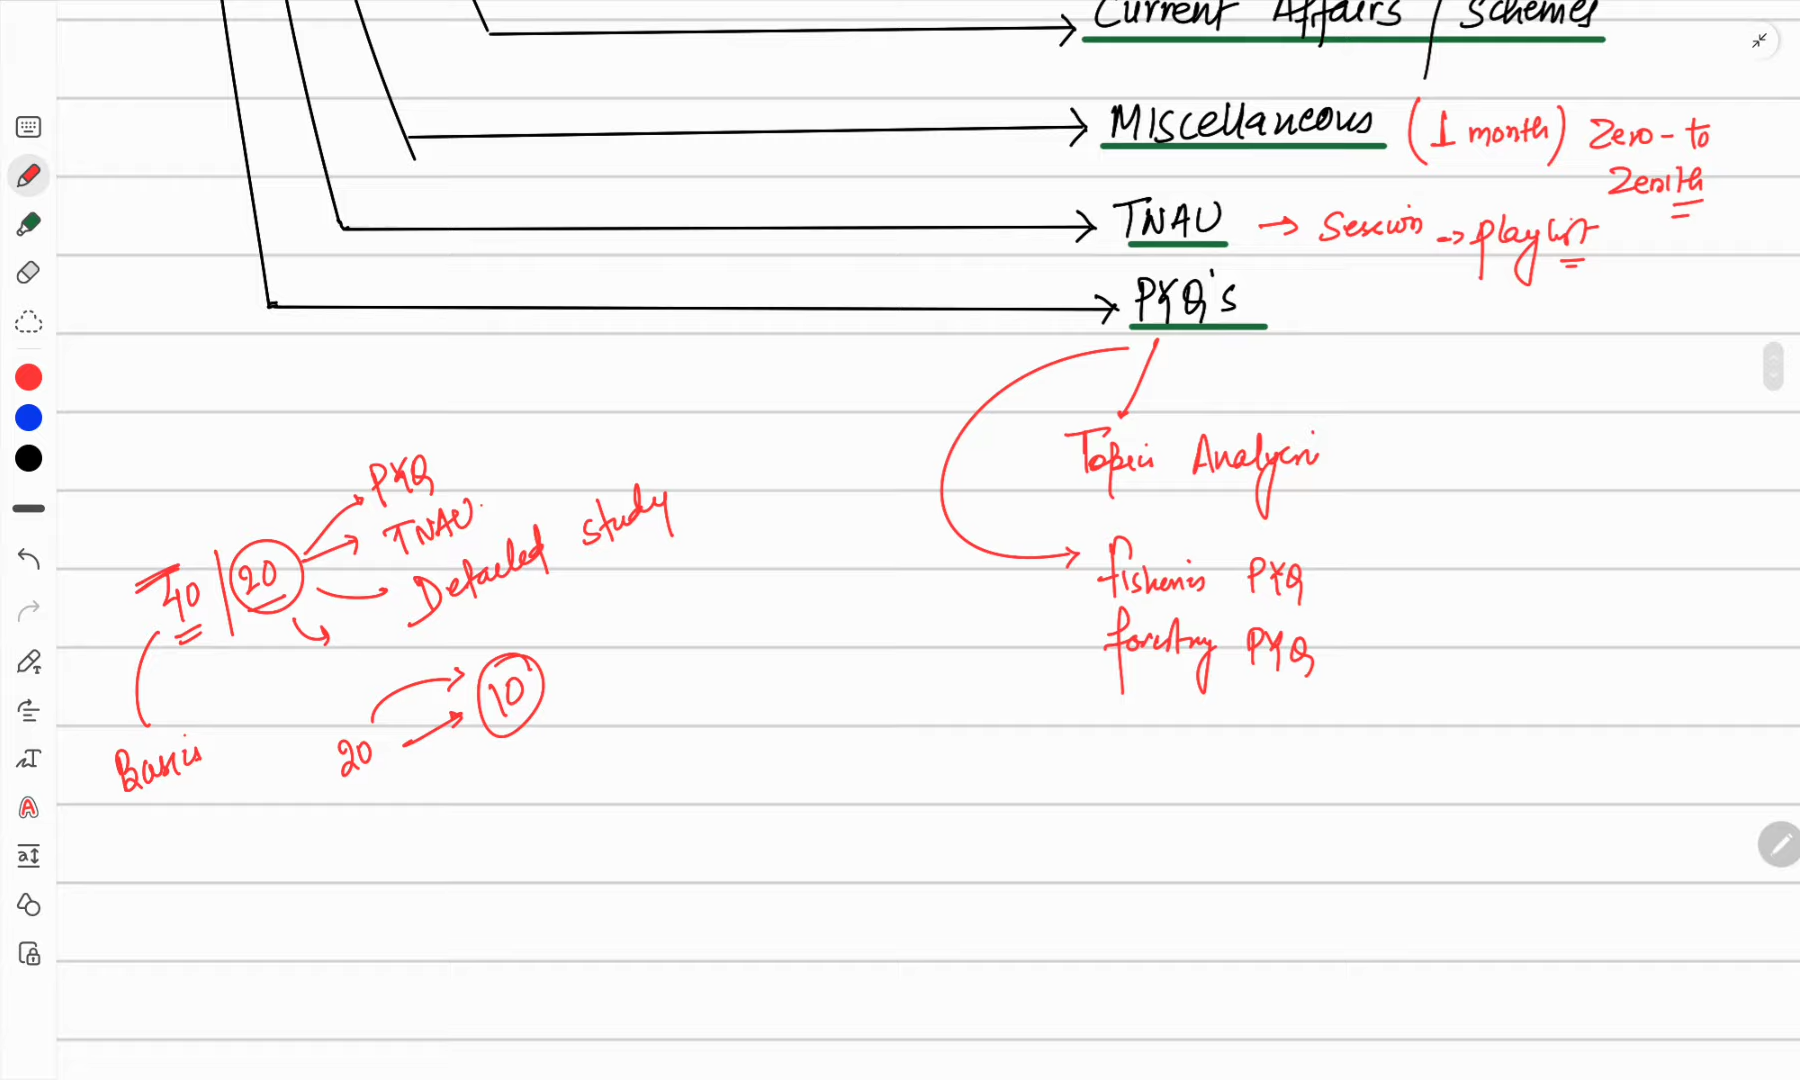 Current Affairs / Schemes
Miscellaneous (1 month) Zero - to
Zenith
TNAU → Session → playlist
PYQ's
Topic Analysis
fisheries PYQ
forestry PYQ
PYQ
TNAU
Detailed study
40 | 20
Basics
20
10